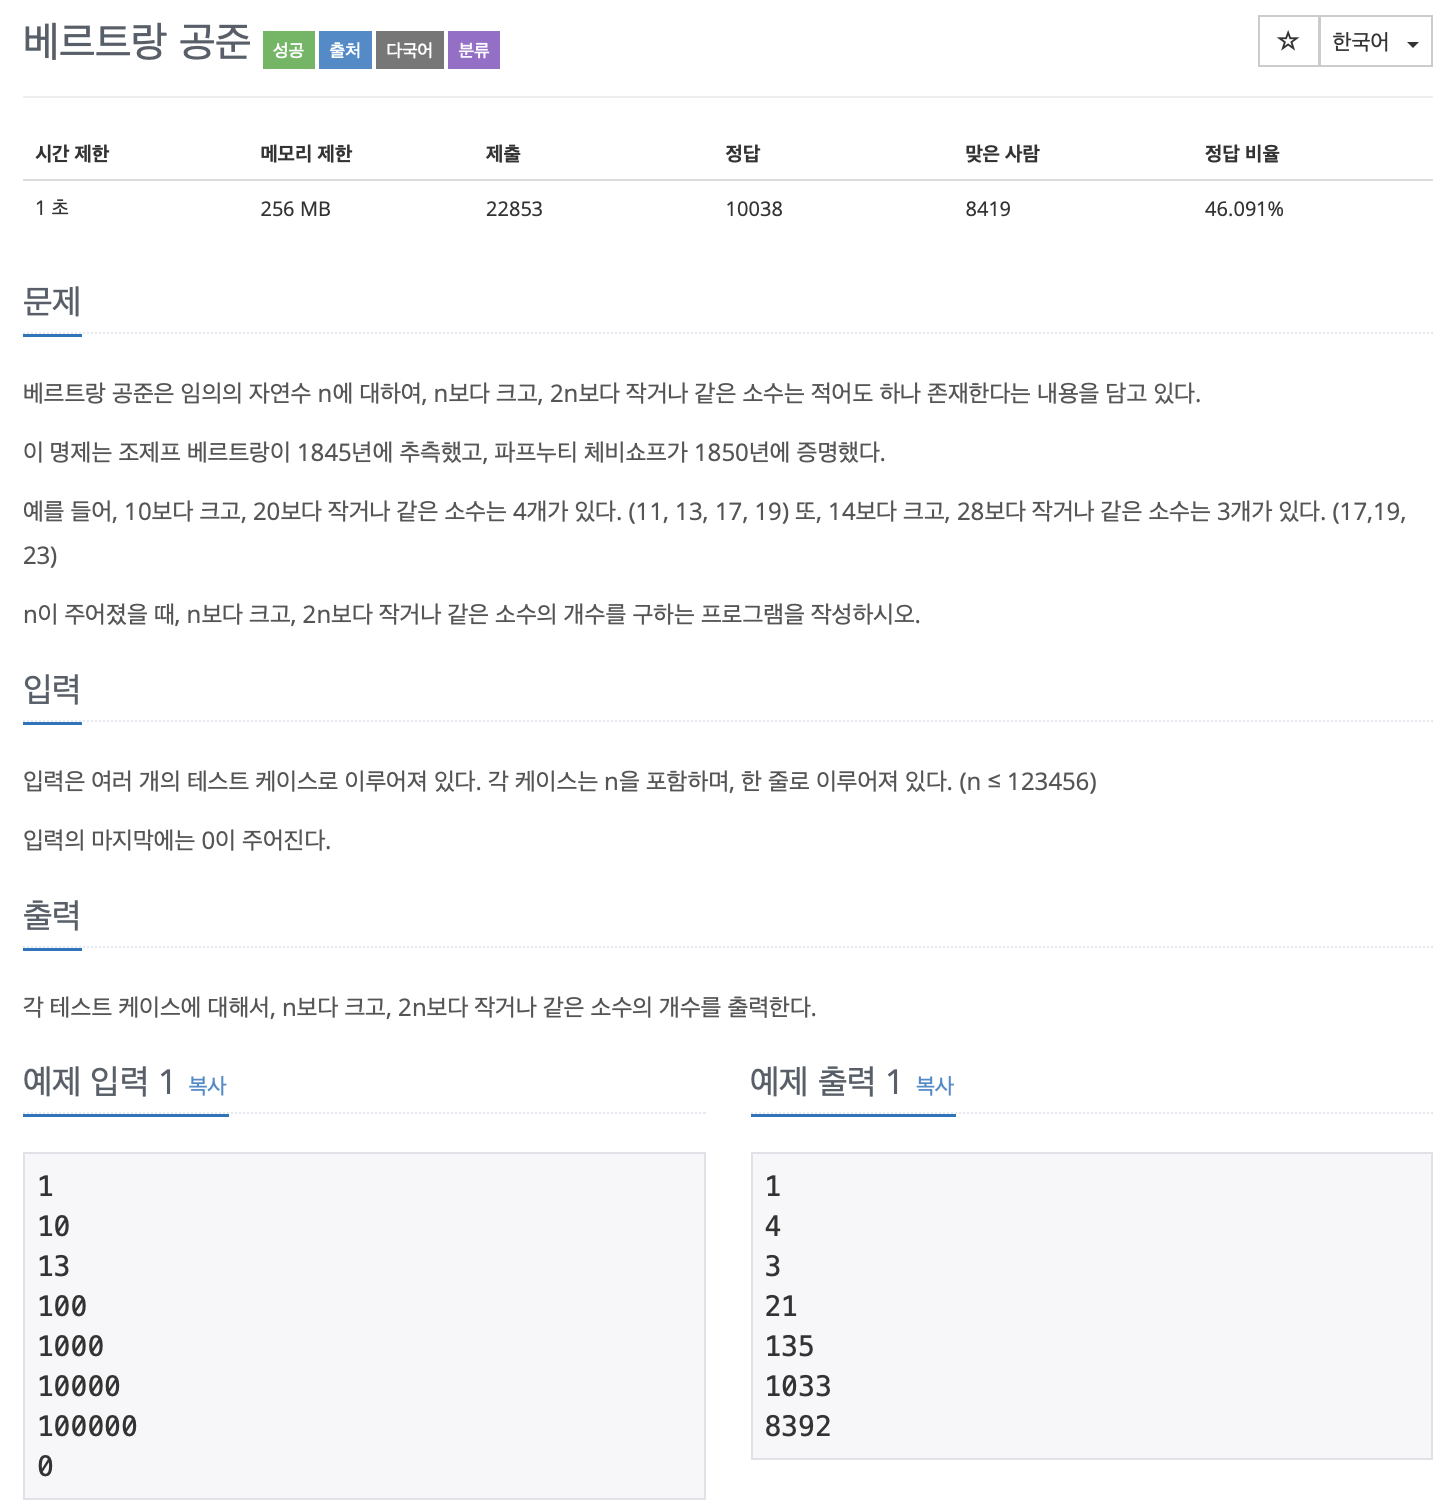 베르트랑 공준 성공 출처 다국어 분류
☆ 한국어
시간 제한 메모리 제한 제출 정답 맞은 사람 정답 비율
1 초 256 MB 22853 10038 8419 46.091%
문제
베르트랑 공준은 임의의 자연수 n에 대하여, n보다 크고, 2n보다 작거나 같은 소수는 적어도 하나 존재한다는 내용을 담고 있다.
이 명제는 조제프 베르트랑이 1845년에 추측했고, 파프누티 체비쇼프가 1850년에 증명했다.
예를 들어, 10보다 크고, 20보다 작거나 같은 소수는 4개가 있다. (11, 13, 17, 19) 또, 14보다 크고, 28보다 작거나 같은 소수는 3개가 있다. (17,19,
23)
n이 주어졌을 때, n보다 크고, 2n보다 작거나 같은 소수의 개수를 구하는 프로그램을 작성하시오.
입력
입력은 여러 개의 테스트 케이스로 이루어져 있다. 각 케이스는 n을 포함하며, 한 줄로 이루어져 있다. (n ≤ 123456)
입력의 마지막에는 0이 주어진다.
출력
각 테스트 케이스에 대해서, n보다 크고, 2n보다 작거나 같은 소수의 개수를 출력한다.
예제 입력 1 복사
1
10
13
100
1000
10000
100000
0
예제 출력 1 복사
1
4
3
21
135
1033
8392